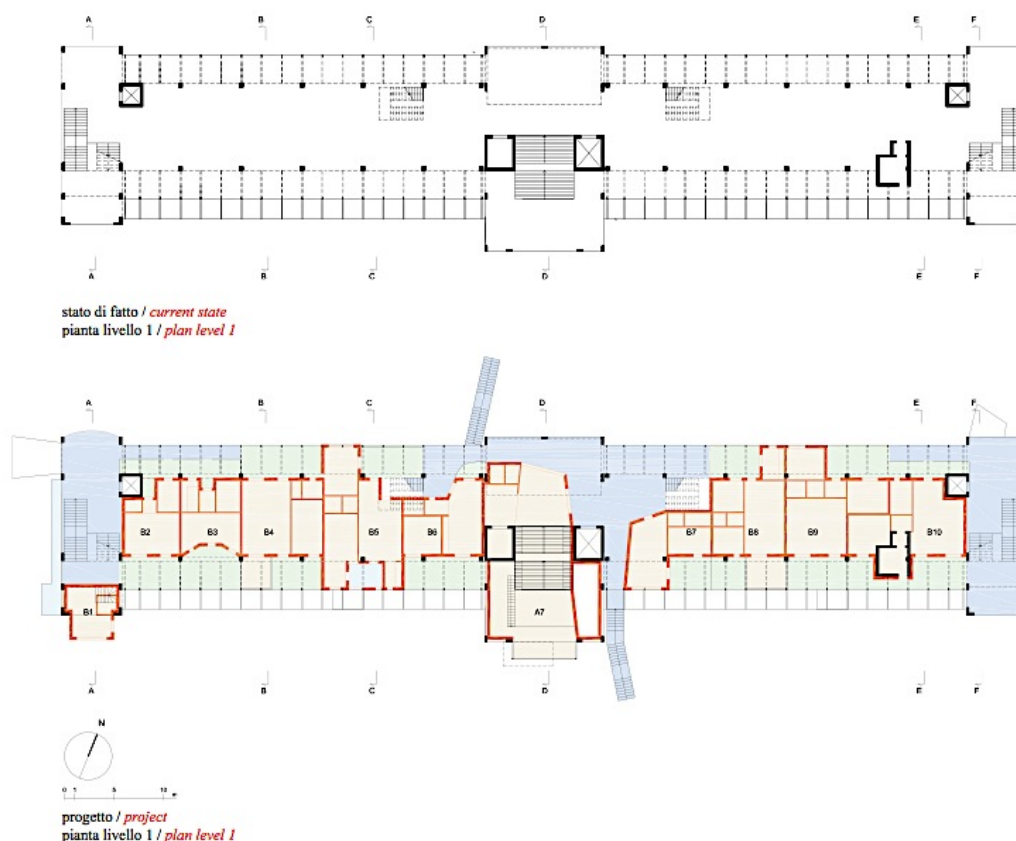 A B C D E F
A B C D E F
stato di fatto / current state
pianta livello 1 / plan level 1
A B C D E F
B2 B3 B4 B5 B6 B7 B8 B9 B10
B1 A7
A B C D E F
N
0 1 5 10
progetto / project
pianta livello 1 / plan level 1